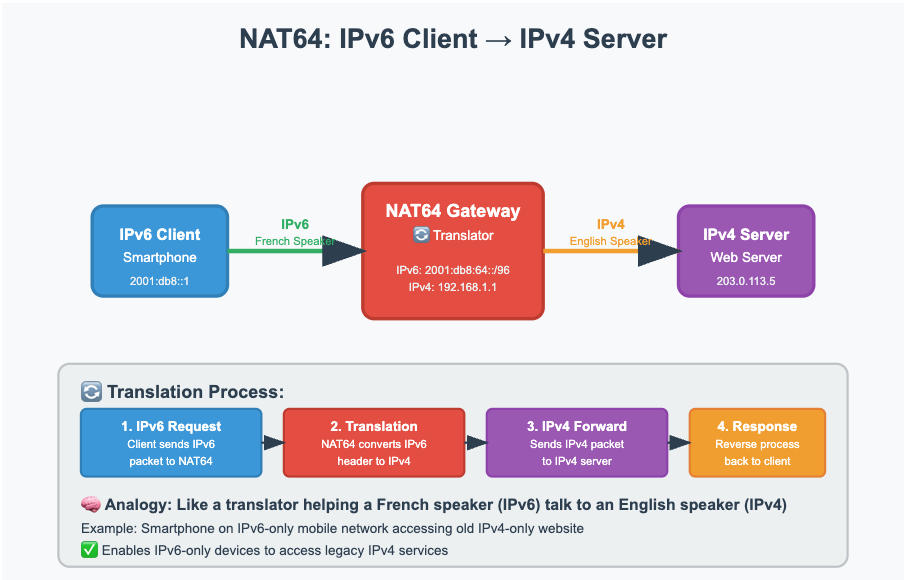 NAT64: IPv6 Client → IPv4 Server
IPv6 Client
Smartphone
2001:db8::1
IPv6
French Speaker
NAT64 Gateway
🔄 Translator
IPv6: 2001:db8:64::/96
IPv4: 192.168.1.1
IPv4
English Speaker
IPv4 Server
Web Server
203.0.113.5
🔄 Translation Process:
1. IPv6 Request
Client sends IPv6
packet to NAT64
2. Translation
NAT64 converts IPv6
header to IPv4
3. IPv4 Forward
Sends IPv4 packet
to IPv4 server
4. Response
Reverse process
back to client
🧠 Analogy: Like a translator helping a French speaker (IPv6) talk to an English speaker (IPv4)
Example: Smartphone on IPv6-only mobile network accessing old IPv4-only website
✅ Enables IPv6-only devices to access legacy IPv4 services